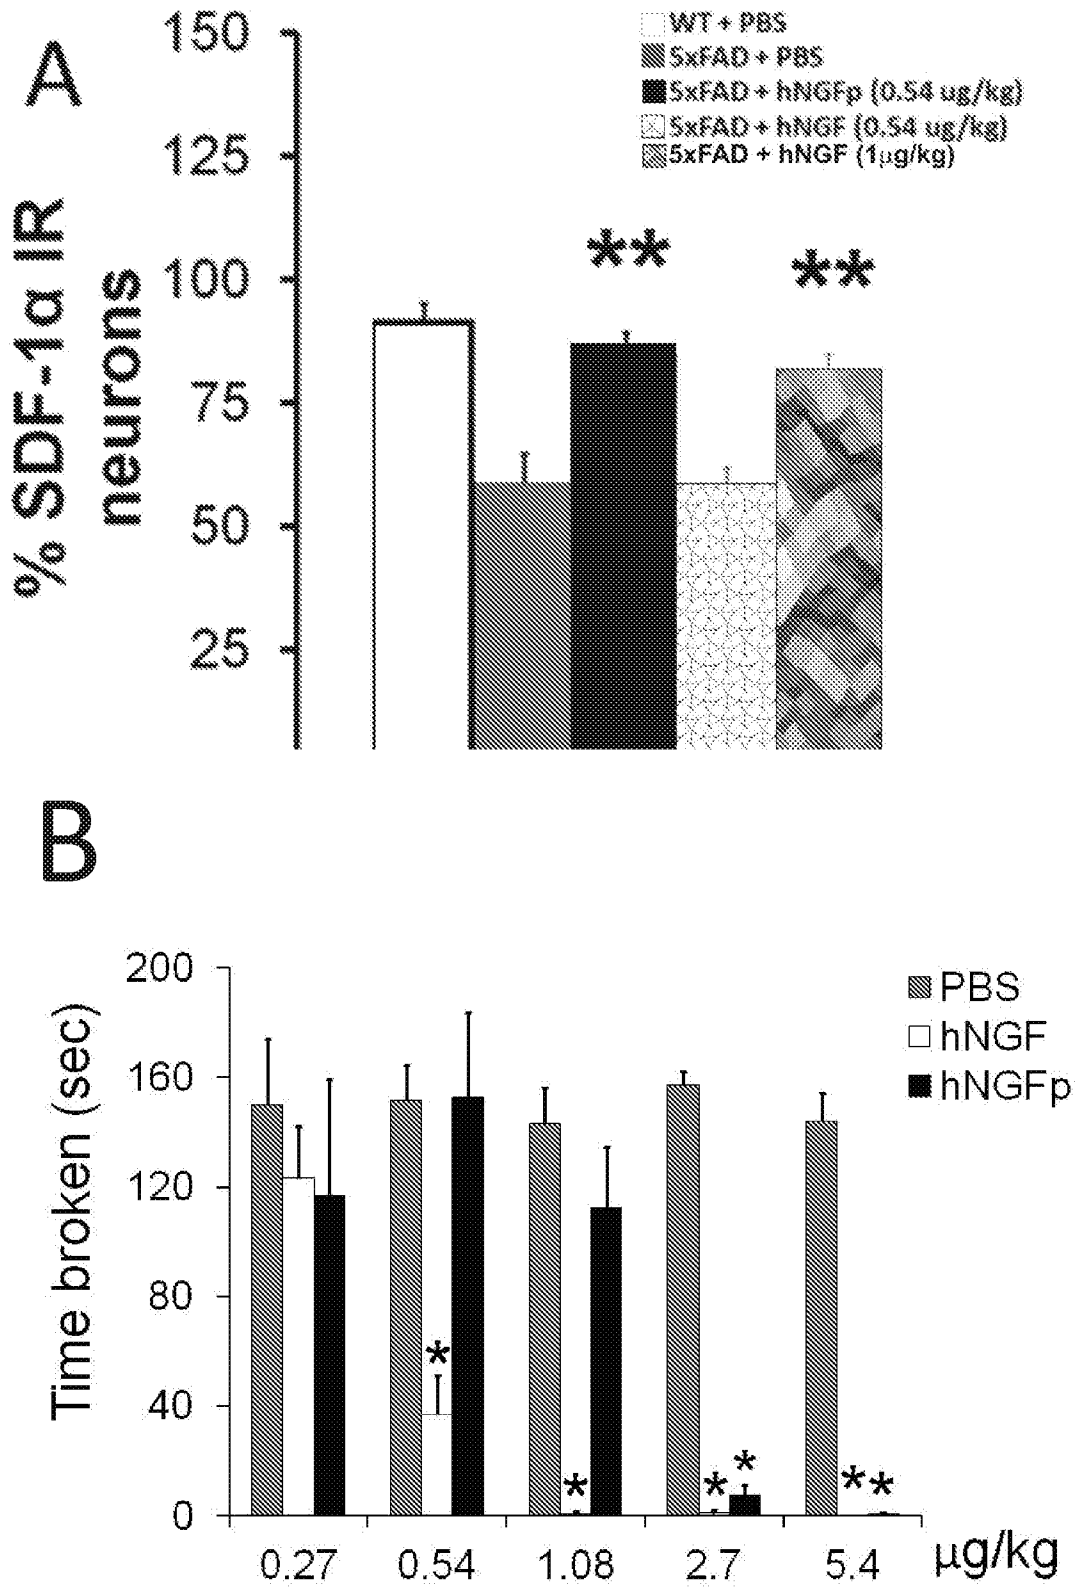 A
% SDF-1α IR
neurons
150
125
100
75
50
25
WT + PBS
5xFAD + PBS
5xFAD + hNGFp (0.54 ug/kg)
5xFAD + hNGF (0.54 ug/kg)
5xFAD + hNGF (1µg/kg)
**
**
B
Time broken (sec)
200
160
120
80
40
0
PBS
hNGF
hNGFp
*
*
*
*
*
*
0.27
0.54
1.08
2.7
5.4
µg/kg